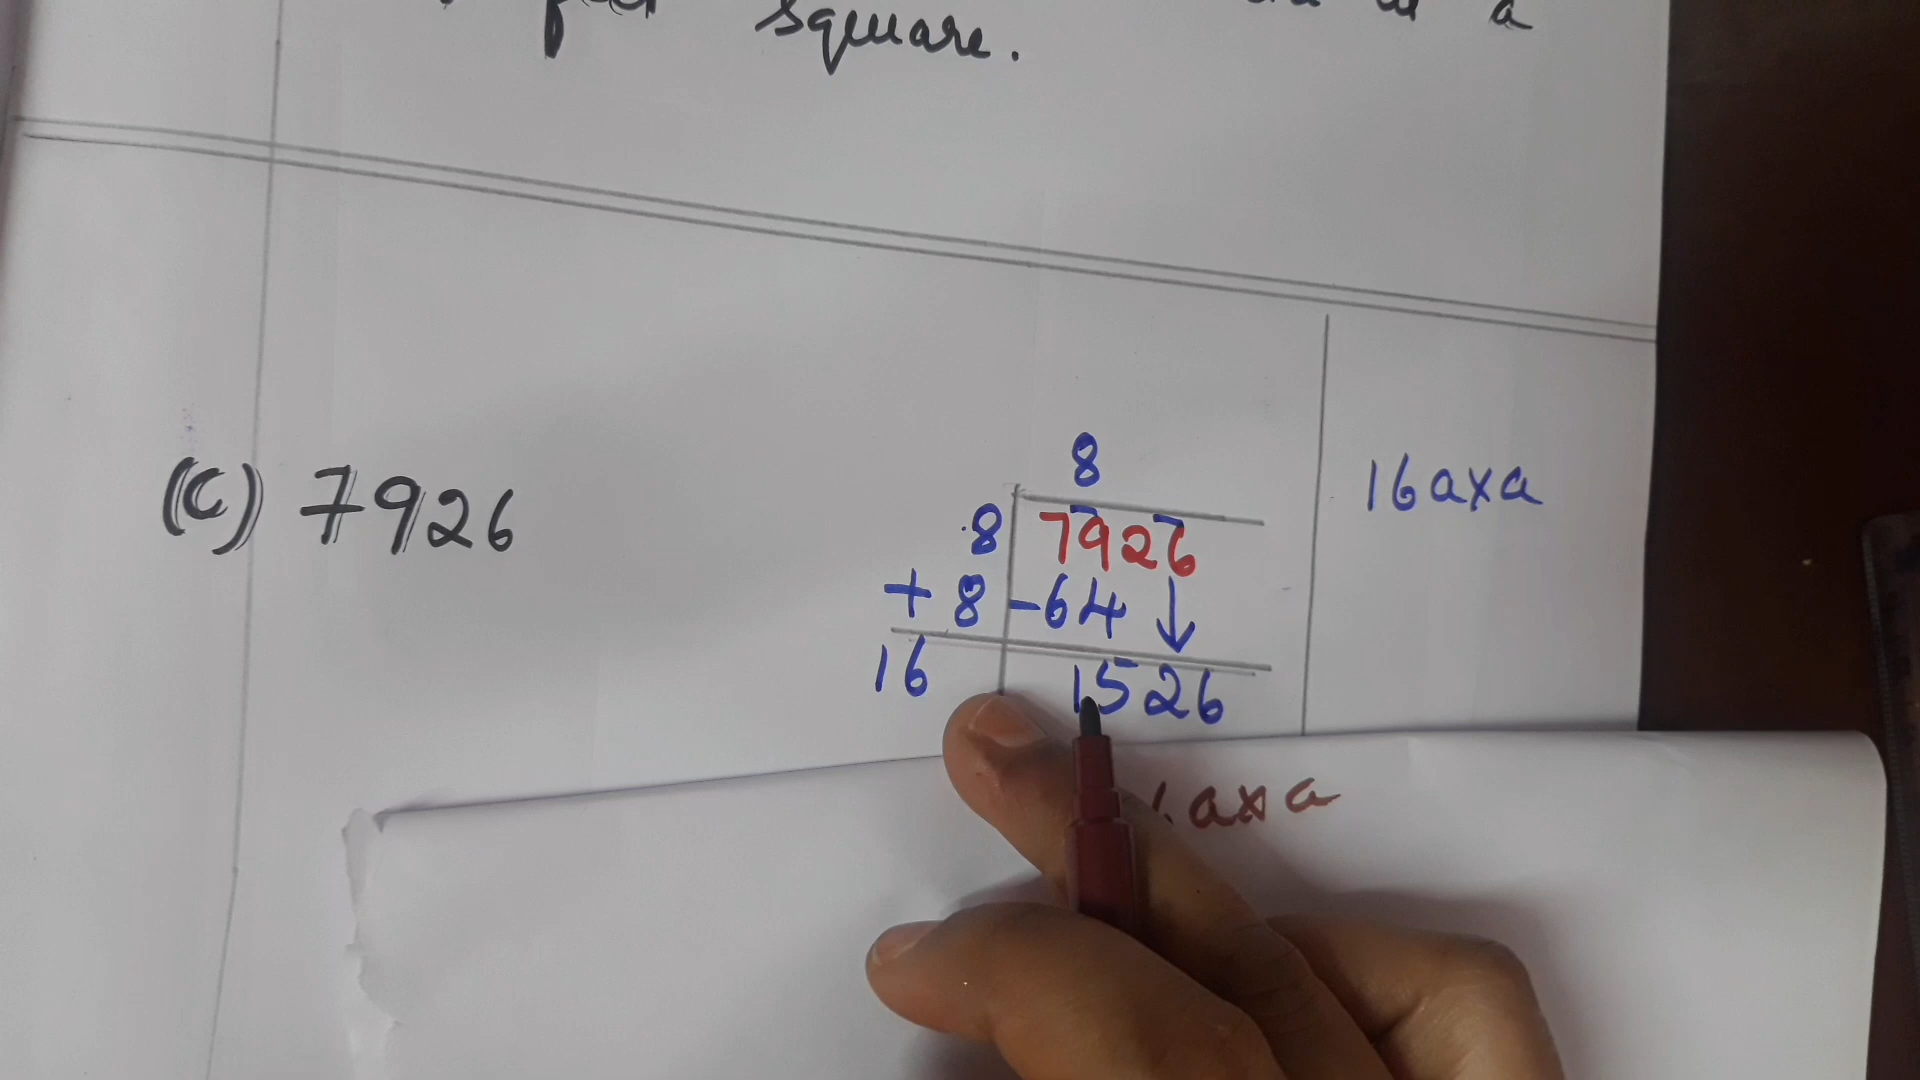 a
square.
(C) 7926
8
8 7926
+ 8 -64
16 1526
16axa
axa